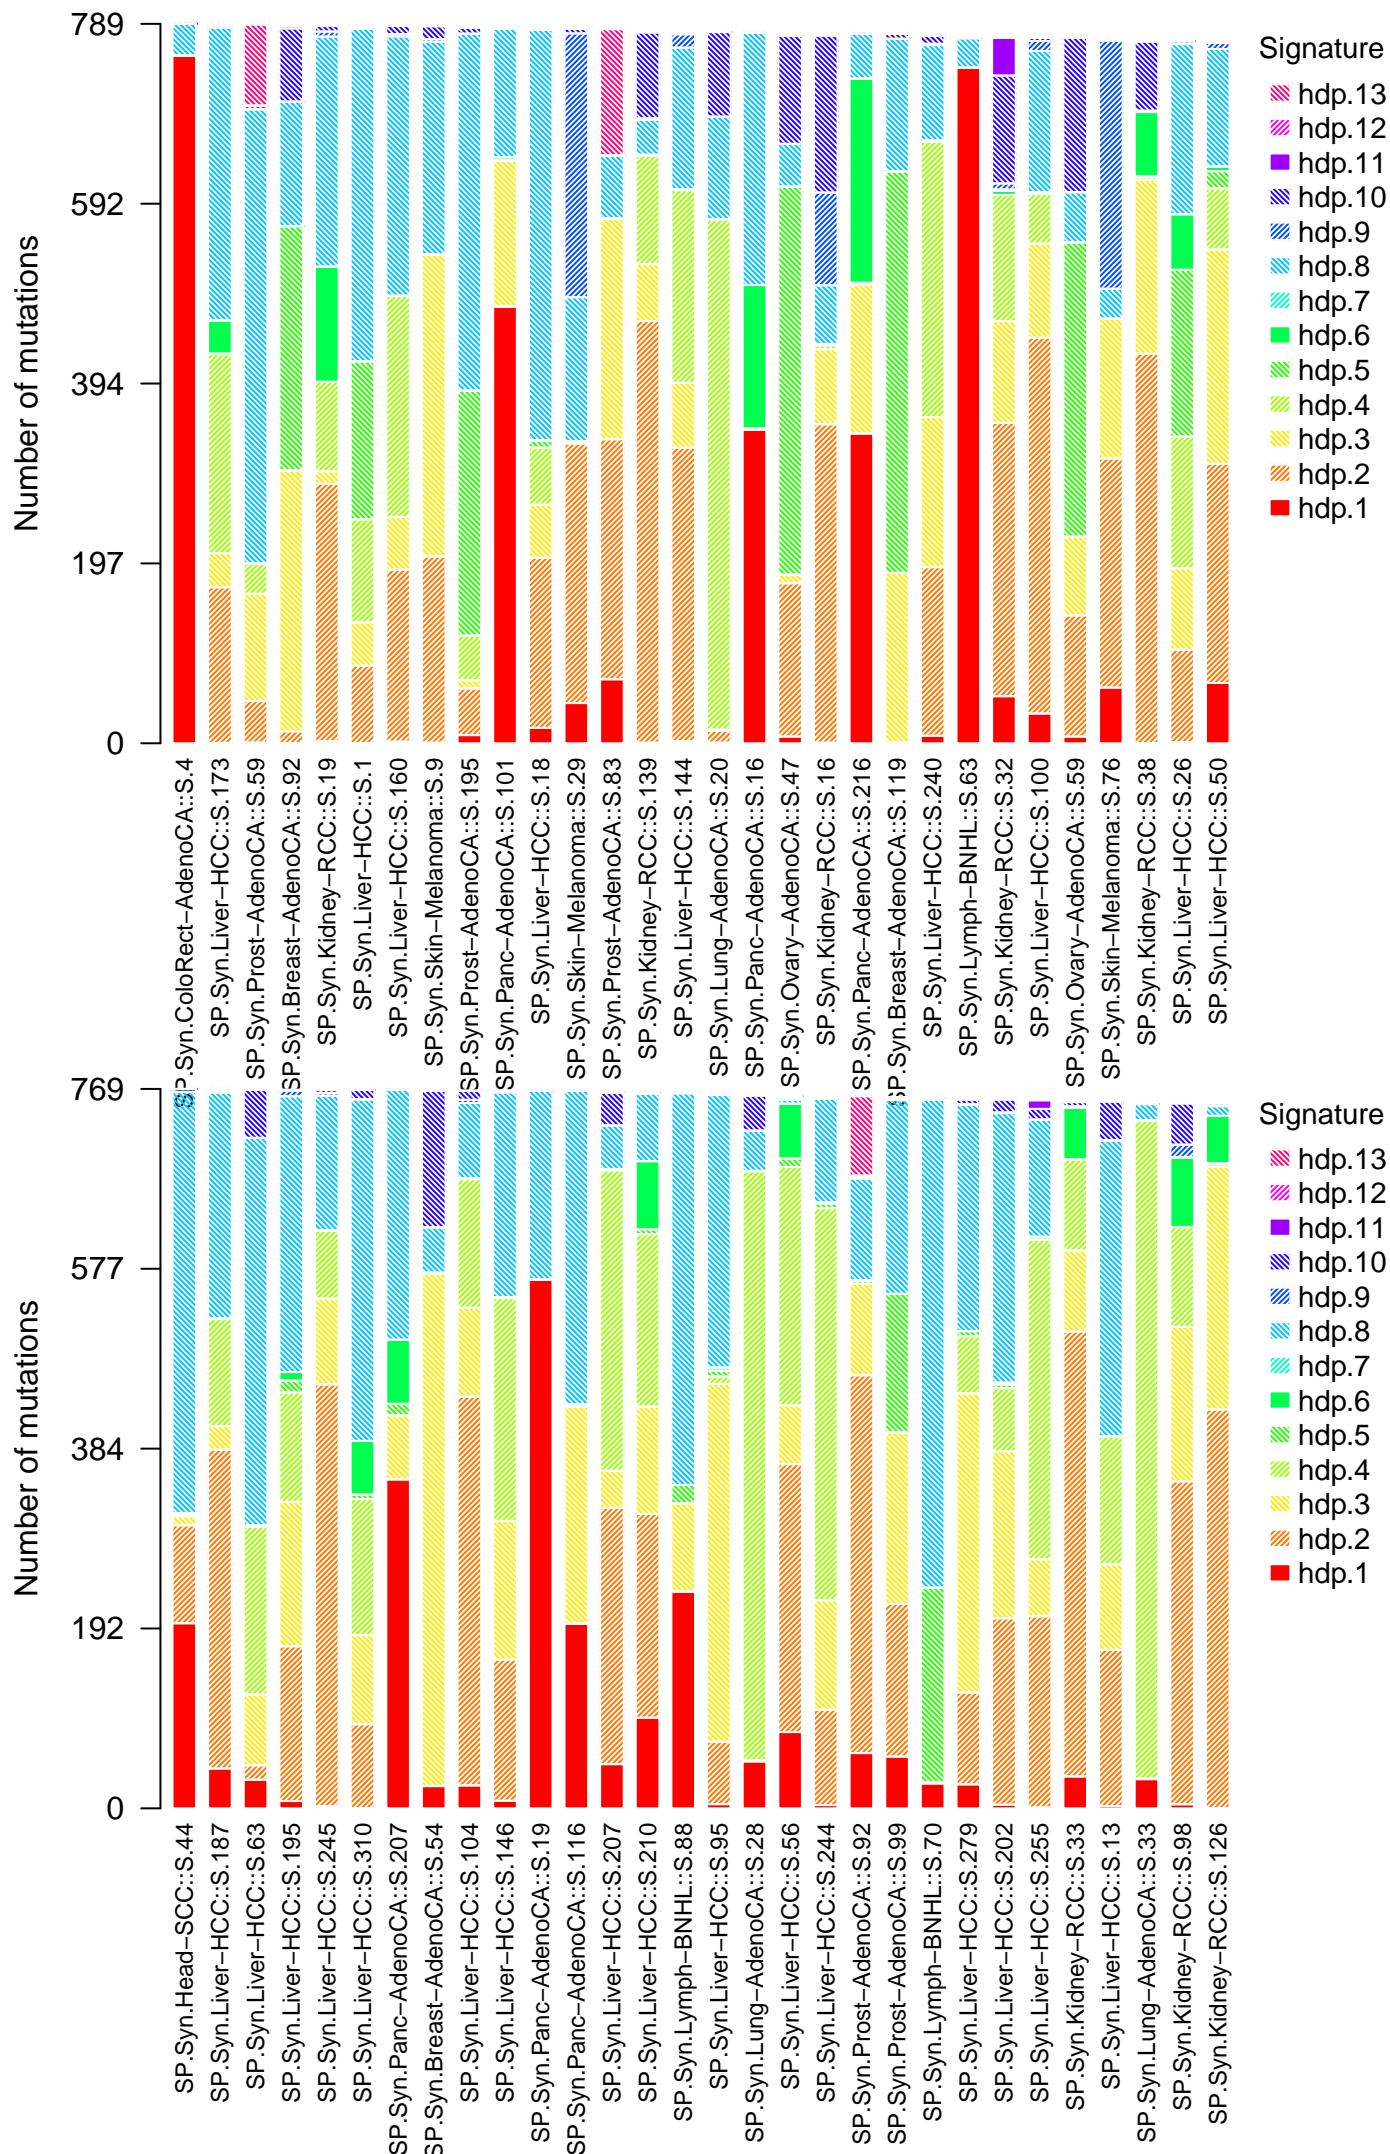 789
592
394
197
0
Number of mutations
Signature
hdp.13
hdp.12
hdp.11
hdp.10
hdp.9
hdp.8
hdp.7
hdp.6
hdp.5
hdp.4
hdp.3
hdp.2
hdp.1
SP.Syn.ColoRect−AdenoCA::S.4
SP.Syn.Liver−HCC::S.173
SP.Syn.Prost−AdenoCA::S.59
SP.Syn.Breast−AdenoCA::S.92
SP.Syn.Kidney−RCC::S.19
SP.Syn.Liver−HCC::S.1
SP.Syn.Liver−HCC::S.160
SP.Syn.Skin−Melanoma::S.9
SP.Syn.Prost−AdenoCA::S.195
SP.Syn.Panc−AdenoCA::S.101
SP.Syn.Liver−HCC::S.18
SP.Syn.Skin−Melanoma::S.29
SP.Syn.Prost−AdenoCA::S.83
SP.Syn.Kidney−RCC::S.139
SP.Syn.Liver−HCC::S.144
SP.Syn.Lung−AdenoCA::S.20
SP.Syn.Panc−AdenoCA::S.16
SP.Syn.Ovary−AdenoCA::S.47
SP.Syn.Kidney−RCC::S.16
SP.Syn.Panc−AdenoCA::S.216
SP.Syn.Breast−AdenoCA::S.119
SP.Syn.Liver−HCC::S.240
SP.Syn.Lymph−BNHL::S.63
SP.Syn.Kidney−RCC::S.32
SP.Syn.Liver−HCC::S.100
SP.Syn.Ovary−AdenoCA::S.59
SP.Syn.Skin−Melanoma::S.76
SP.Syn.Kidney−RCC::S.38
SP.Syn.Liver−HCC::S.26
SP.Syn.Liver−HCC::S.50
769
577
384
192
0
Number of mutations
Signature
hdp.13
hdp.12
hdp.11
hdp.10
hdp.9
hdp.8
hdp.7
hdp.6
hdp.5
hdp.4
hdp.3
hdp.2
hdp.1
SP.Syn.Head−SCC::S.44
SP.Syn.Liver−HCC::S.187
SP.Syn.Liver−HCC::S.63
SP.Syn.Liver−HCC::S.195
SP.Syn.Liver−HCC::S.245
SP.Syn.Liver−HCC::S.310
SP.Syn.Panc−AdenoCA::S.207
SP.Syn.Breast−AdenoCA::S.54
SP.Syn.Liver−HCC::S.104
SP.Syn.Liver−HCC::S.146
SP.Syn.Panc−AdenoCA::S.19
SP.Syn.Panc−AdenoCA::S.116
SP.Syn.Liver−HCC::S.207
SP.Syn.Liver−HCC::S.210
SP.Syn.Lymph−BNHL::S.88
SP.Syn.Liver−HCC::S.95
SP.Syn.Lung−AdenoCA::S.28
SP.Syn.Liver−HCC::S.56
SP.Syn.Liver−HCC::S.244
SP.Syn.Prost−AdenoCA::S.92
SP.Syn.Prost−AdenoCA::S.99
SP.Syn.Lymph−BNHL::S.70
SP.Syn.Liver−HCC::S.279
SP.Syn.Liver−HCC::S.202
SP.Syn.Liver−HCC::S.255
SP.Syn.Kidney−RCC::S.33
SP.Syn.Liver−HCC::S.13
SP.Syn.Lung−AdenoCA::S.33
SP.Syn.Kidney−RCC::S.98
SP.Syn.Kidney−RCC::S.126